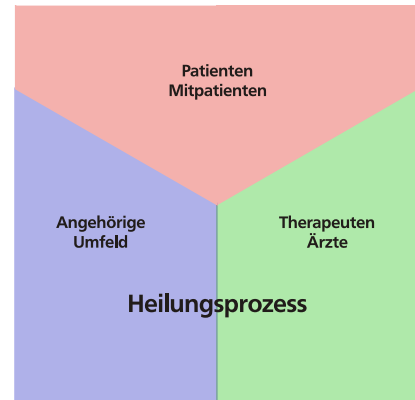 Patienten
Mitpatienten
Angehörige
Umfeld
Therapeuten
Ärzte
Heilungsprozess